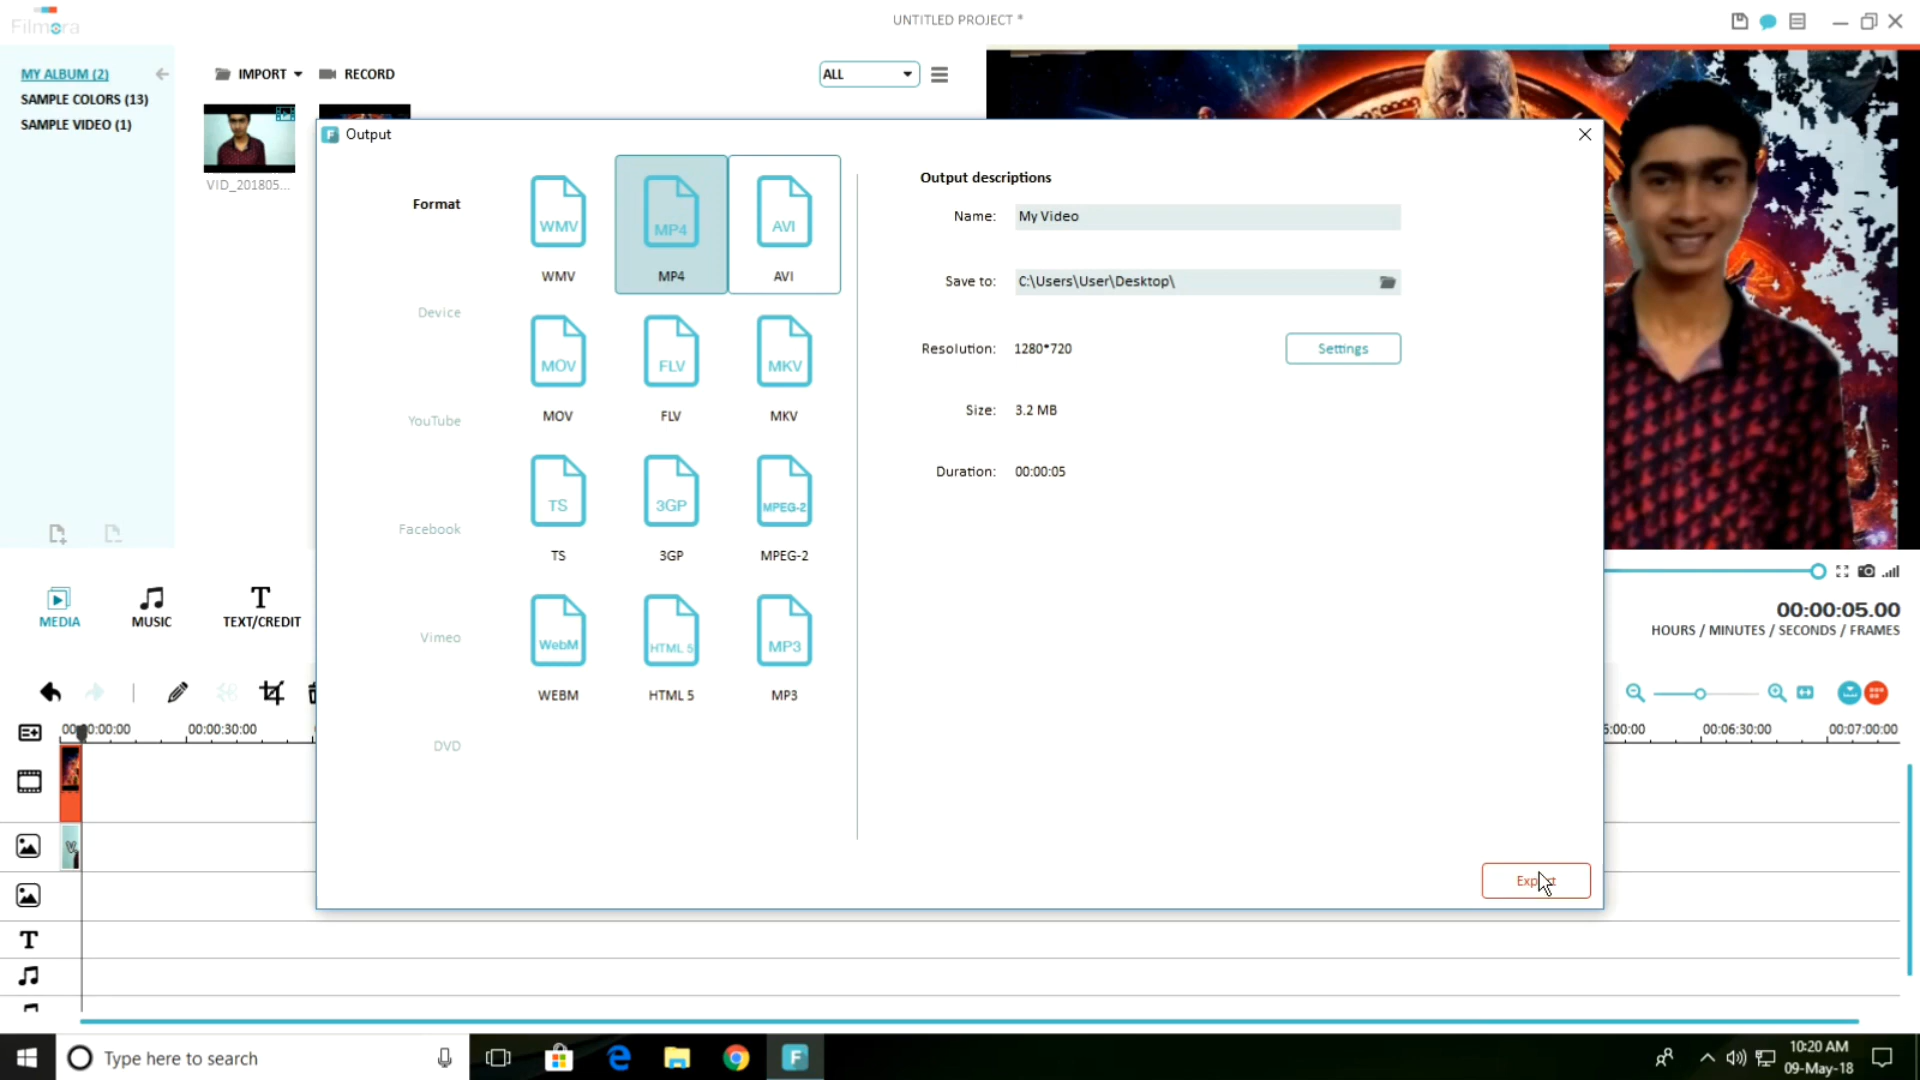 Filmora
UNTITLED PROJECT *
MY ALBUM (2)
SAMPLE COLORS (13)
SAMPLE VIDEO (1)
IMPORT
RECORD
ALL
VID_201805...
Output
Format
Device
YouTube
Facebook
Vimeo
DVD
WMV
MP4
AVI
WMV
MP4
AVI
MOV
FLV
MKV
MOV
FLV
MKV
TS
3GP
MPEG-2
TS
3GP
MPEG-2
WebM
HTML 5
MP3
WEBM
HTML 5
MP3
Output descriptions
Name: My Video
Save to: C:\Users\User\Desktop\
Resolution: 1280*720
Settings
Size: 3.2 MB
Duration: 00:00:05
MEDIA
MUSIC
TEXT/CREDIT
00:00:05.00
HOURS / MINUTES / SECONDS / FRAMES
00:00:30:00
00:06:30:00
00:07:00:00
Type here to search
10:20 AM
09-May-18